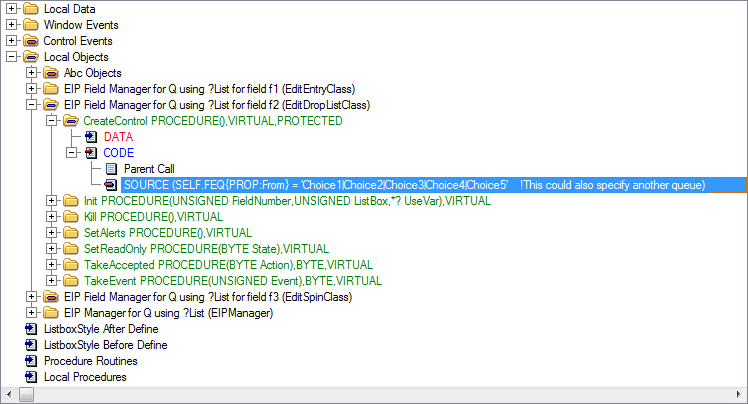 Local Data
Window Events
Control Events
Local Objects
Abc Objects
EIP Field Manager for Q using ?List for field f1 (EditEntryClass)
EIP Field Manager for Q using ?List for field f2 (EditDropListClass)
CreateControl PROCEDURE(),VIRTUAL,PROTECTED
DATA
CODE
Parent Call
SOURCE (SELF.FEQ{PROP:From} = 'Choice1|Choice2|Choice3|Choice4|Choice5' !This could also specify another queue)
Init PROCEDURE(UNSIGNED FieldNumber,UNSIGNED ListBox,*? UseVar),VIRTUAL
Kill PROCEDURE(),VIRTUAL
SetAlerts PROCEDURE(),VIRTUAL
SetReadOnly PROCEDURE(BYTE State),VIRTUAL
TakeAccepted PROCEDURE(BYTE Action),BYTE,VIRTUAL
TakeEvent PROCEDURE(UNSIGNED Event),BYTE,VIRTUAL
EIP Field Manager for Q using ?List for field f3 (EditSpinClass)
EIP Manager for Q using ?List (EIPManager)
ListboxStyle After Define
ListboxStyle Before Define
Procedure Routines
Local Procedures